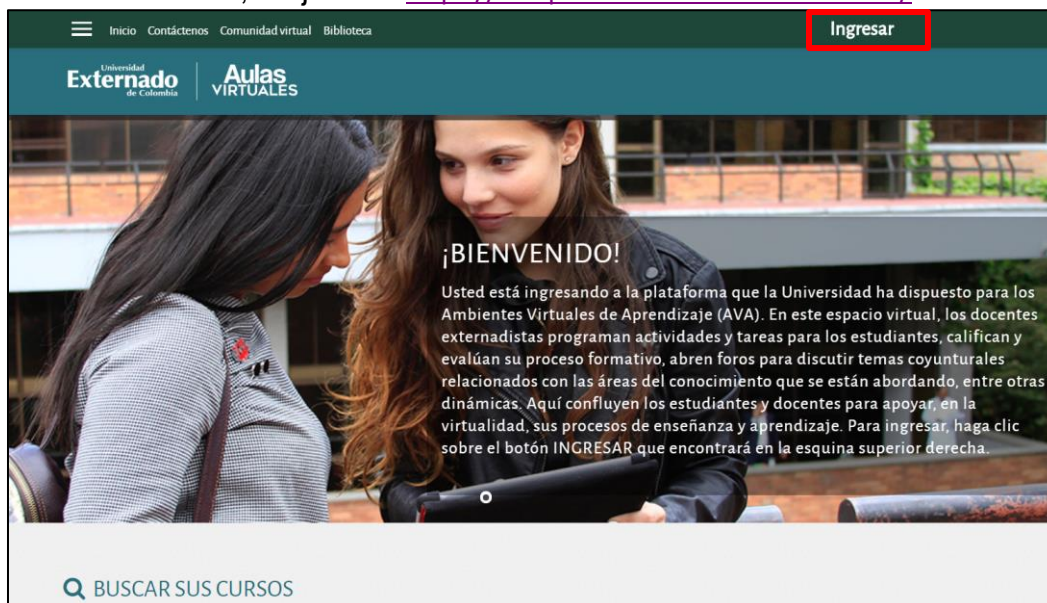 Inicio Contáctenos Comunidad virtual Biblioteca Ingresar
Universidad
Externado
de Colombia
Aulas
VIRTUALES
¡BIENVENIDO!
Usted está ingresando a la plataforma que la Universidad ha dispuesto para los
Ambientes Virtuales de Aprendizaje (AVA). En este espacio virtual, los docentes
externadistas programan actividades y tareas para los estudiantes, califican y
evalúan su proceso formativo, abren foros para discutir temas coyunturales
relacionados con las áreas del conocimiento que se están abordando, entre otras
dinámicas. Aquí confluyen los estudiantes y docentes para apoyar, en la
virtualidad, sus procesos de enseñanza y aprendizaje. Para ingresar, haga clic
sobre el botón INGRESAR que encontrará en la esquina superior derecha.
BUSCAR SUS CURSOS